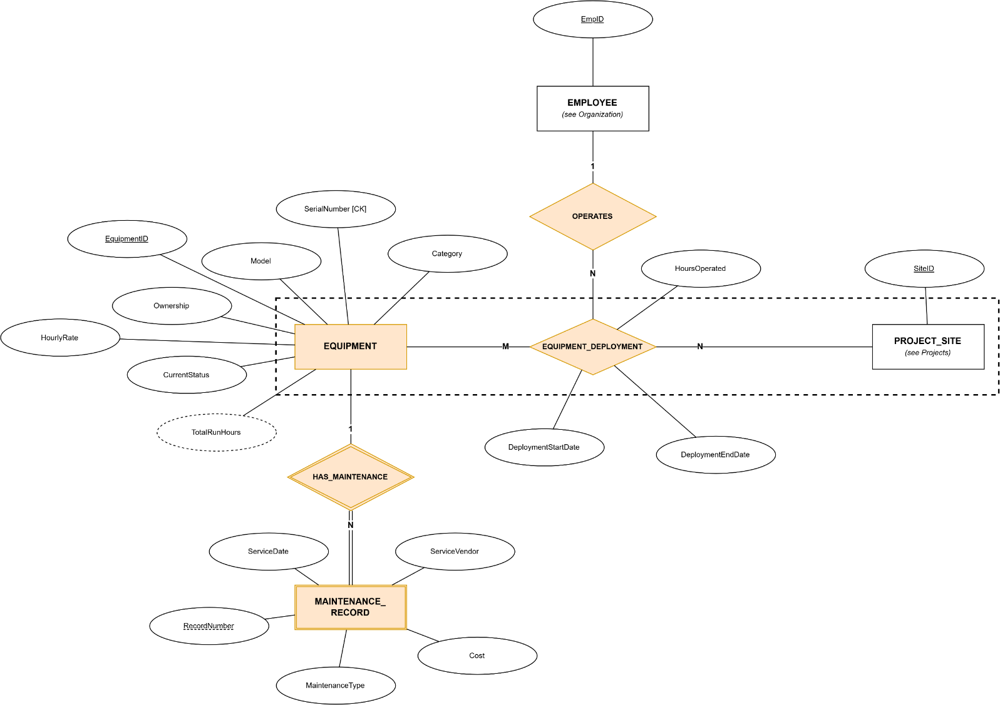 EmpID
EMPLOYEE
(see Organization)
1
OPERATES
N
SerialNumber [CK]
EquipmentID
Model
Category
HoursOperated
SiteID
Ownership
HourlyRate
EQUIPMENT
M
EQUIPMENT_DEPLOYMENT
N
PROJECT_SITE
(see Projects)
CurrentStatus
TotalRunHours
1
DeploymentStartDate
DeploymentEndDate
HAS_MAINTENANCE
N
ServiceDate
ServiceVendor
MAINTENANCE_
RECORD
RecordNumber
Cost
MaintenanceType